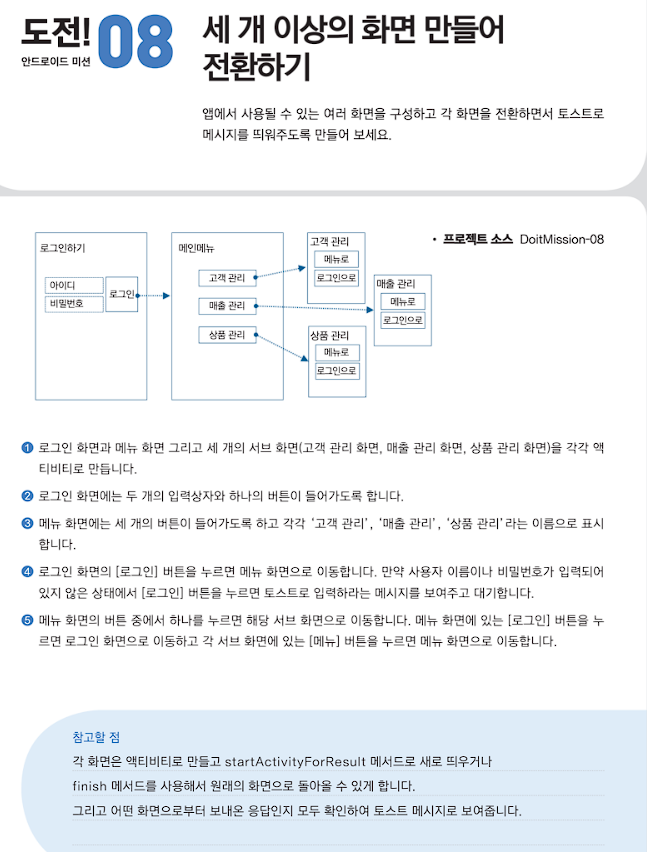 도전! 08
안드로이드 미션
세 개 이상의 화면 만들어
전환하기
앱에서 사용될 수 있는 여러 화면을 구성하고 각 화면을 전환하면서 토스트로
메시지를 띄워주도록 만들어 보세요.
• 프로젝트 소스 DoitMission-08
로그인하기
아이디
비밀번호
로그인
메인메뉴
고객 관리
매출 관리
상품 관리
고객 관리
메뉴로
로그인으로
매출 관리
메뉴로
로그인으로
상품 관리
메뉴로
로그인으로
❶ 로그인 화면과 메뉴 화면 그리고 세 개의 서브 화면(고객 관리 화면, 매출 관리 화면, 상품 관리 화면)을 각각 액
티비티로 만듭니다.
❷ 로그인 화면에는 두 개의 입력상자와 하나의 버튼이 들어가도록 합니다.
❸ 메뉴 화면에는 세 개의 버튼이 들어가도록 하고 각각 ‘고객 관리’, ‘매출 관리’, ‘상품 관리’라는 이름으로 표시
합니다.
❹ 로그인 화면의 [로그인] 버튼을 누르면 메뉴 화면으로 이동합니다. 만약 사용자 이름이나 비밀번호가 입력되어
있지 않은 상태에서 [로그인] 버튼을 누르면 토스트로 입력하라는 메시지를 보여주고 대기합니다.
❺ 메뉴 화면의 버튼 중에서 하나를 누르면 해당 서브 화면으로 이동합니다. 메뉴 화면에 있는 [로그인] 버튼을 누
르면 로그인 화면으로 이동하고 각 서브 화면에 있는 [메뉴] 버튼을 누르면 메뉴 화면으로 이동합니다.
참고할 점
각 화면은 액티비티로 만들고 startActivityForResult 메서드로 새로 띄우거나
finish 메서드를 사용해서 원래의 화면으로 돌아올 수 있게 합니다.
그리고 어떤 화면으로부터 보내온 응답인지 모두 확인하여 토스트 메시지로 보여줍니다.